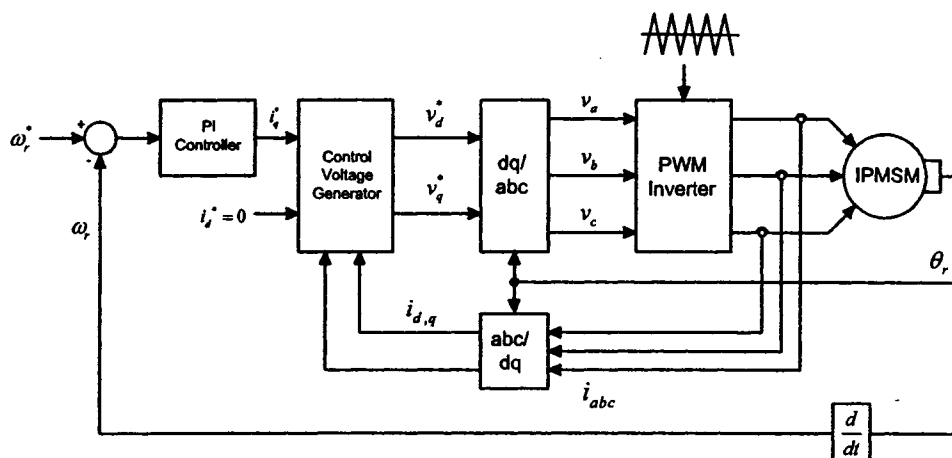 ω_r^*
+
-
PI
Controller
i_q^*
i_d^* = 0
Control
Voltage
Generator
v_d^*
v_q^*
dq/
abc
v_a
v_b
v_c
PWM
Inverter
IPMSM
θ_r
ω_r
i_{d,q}
abc/
dq
i_{abc}
d
dt